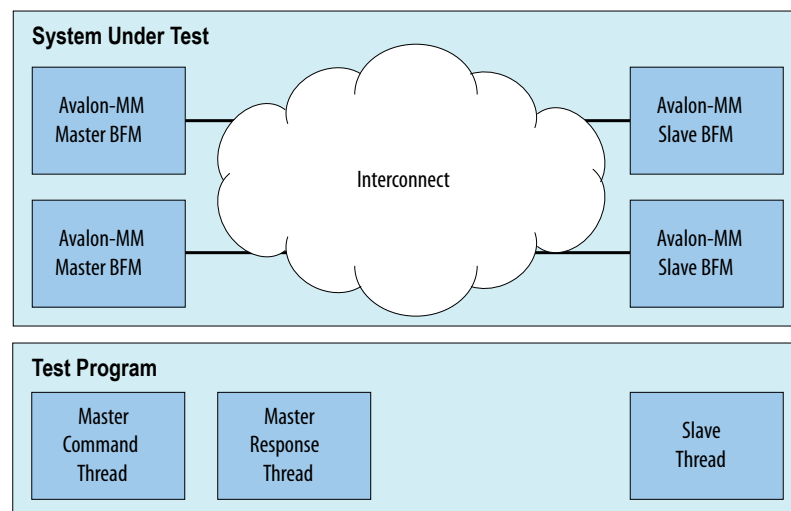 System Under Test
Avalon-MM
Master BFM
Avalon-MM
Slave BFM
Interconnect
Avalon-MM
Master BFM
Avalon-MM
Slave BFM
Test Program
Master
Command
Thread
Master
Response
Thread
Slave
Thread